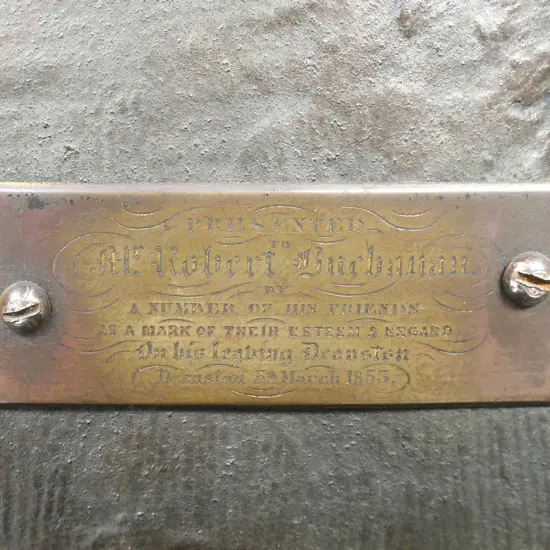 PRESENTED
TO
Mr Robert Buchanan
BY
A NUMBER OF HIS FRIENDS
AS A MARK OF THEIR ESTEEM & REGARD
On his leaving Deanston
Deanston 5th March 1855.